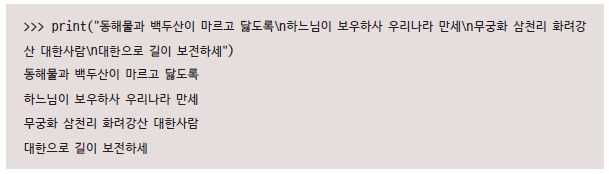 >>> print("동해물과 백두산이 마르고 닳도록\n하느님이 보우하사 우리나라 만세\n무궁화 삼천리 화려강
산 대한사람\n대한으로 길이 보전하세")
동해물과 백두산이 마르고 닳도록
하느님이 보우하사 우리나라 만세
무궁화 삼천리 화려강산 대한사람
대한으로 길이 보전하세